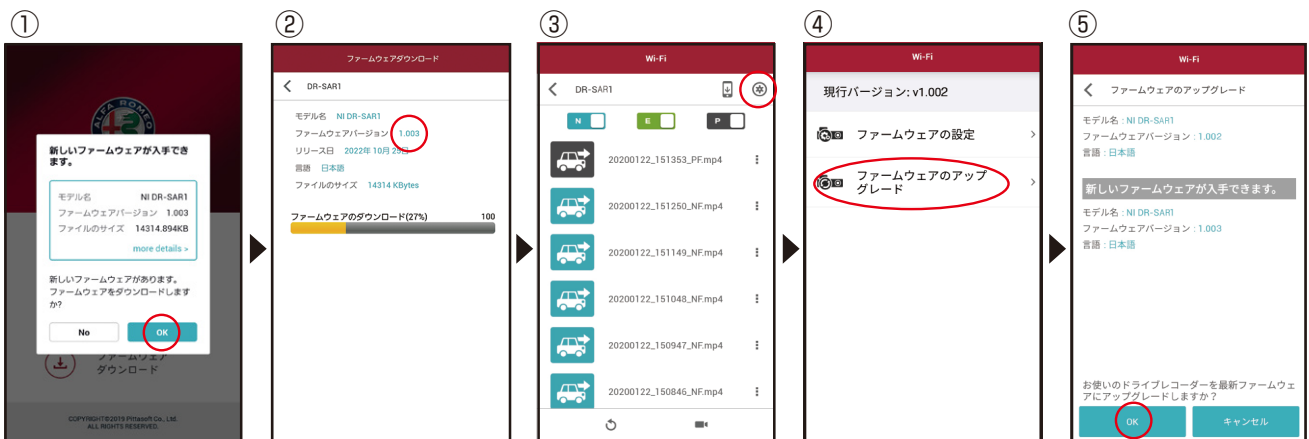 ①
ALFA ROMEO
新しいファームウェアが入手でき
ます。
モデル名 NI DR-SAR1
ファームウェアバージョン 1.003
ファイルのサイズ 14314.894KB
more details >
新しいファームウェアがあります。
ファームウェアをダウンロードします
か?
No OK
ファームウェア
ダウンロード
COPYRIGHT©2019 Pittasoft Co., Ltd.
ALL RIGHTS RESERVED.
②
ファームウェアダウンロード
DR-SAR1
モデル名 NI DR-SAR1
ファームウェアバージョン 1.003
リリース日 2022年 10月 25日
言語 日本語
ファイルのサイズ 14314 KBytes
ファームウェアのダウンロード(27%) 100
③
Wi-Fi
DR-SAR1
N E P
20200122_151353_PF.mp4
20200122_151250_NF.mp4
20200122_151149_NF.mp4
20200122_151048_NF.mp4
20200122_150947_NF.mp4
20200122_150846_NF.mp4
④
Wi-Fi
現行バージョン: v1.002
ファームウェアの設定
ファームウェアのアップ
グレード
⑤
Wi-Fi
ファームウェアのアップグレード
モデル名 : NI DR-SAR1
ファームウェアバージョン : 1.002
言語 : 日本語
新しいファームウェアが入手できます。
モデル名 : NI DR-SAR1
ファームウェアバージョン : 1.003
言語 : 日本語
お使いのドライブレコーダーを最新ファームウェ
アにアップグレードしますか?
OK キャンセル